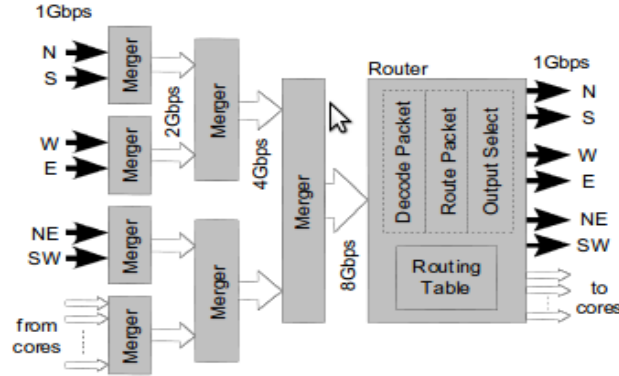 1Gbps
N
S
W
E
NE
SW
from
cores
Merger
Merger
Merger
Merger
2Gbps
Merger
Merger
4Gbps
Merger
8Gbps
Router
Decode Packet
Route Packet
Output Select
Routing
Table
1Gbps
N
S
W
E
NE
SW
to
cores